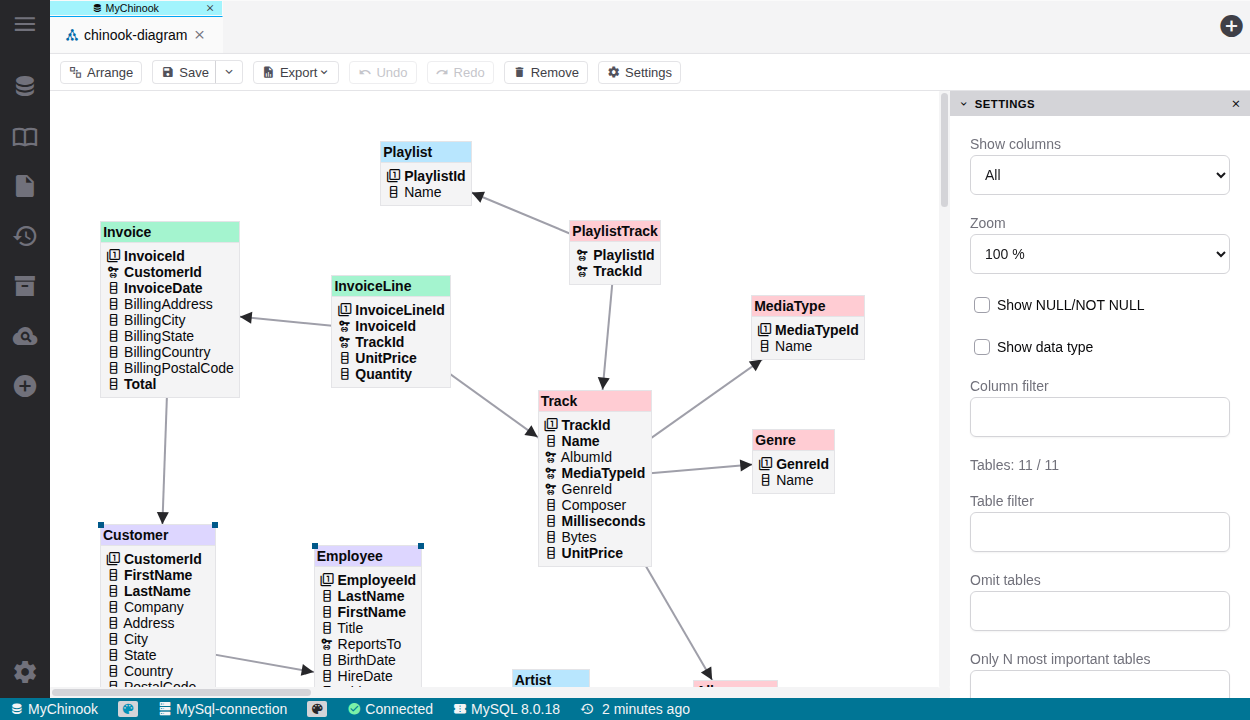 MyChinook ×
chinook-diagram ×
Arrange Save Export Undo Redo Remove Settings
SETTINGS ×
Show columns
All
Zoom
100 %
Show NULL/NOT NULL
Show data type
Column filter
Tables: 11 / 11
Table filter
Omit tables
Only N most important tables
Playlist
PlaylistId
Name
PlaylistTrack
PlaylistId
TrackId
Invoice
InvoiceId
CustomerId
InvoiceDate
BillingAddress
BillingCity
BillingState
BillingCountry
BillingPostalCode
Total
InvoiceLine
InvoiceLineId
InvoiceId
TrackId
UnitPrice
Quantity
MediaType
MediaTypeId
Name
Track
TrackId
Name
AlbumId
MediaTypeId
GenreId
Composer
Milliseconds
Bytes
UnitPrice
Genre
GenreId
Name
Customer
CustomerId
FirstName
LastName
Company
Address
City
State
Country
PostalCode
Employee
EmployeeId
LastName
FirstName
Title
ReportsTo
BirthDate
HireDate
Artist
MyChinook MySql-connection Connected MySQL 8.0.18 2 minutes ago